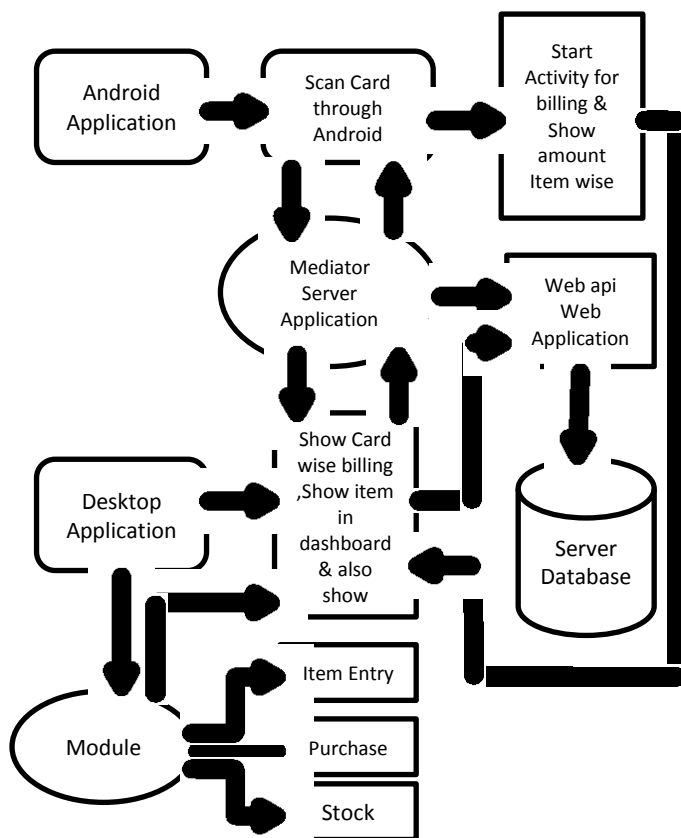 Android
Application
Scan Card
through
Android
Start
Activity for
billing &
Show
amount
Item wise
Mediator
Server
Application
Web api
Web
Application
Desktop
Application
Show Card
wise billing
,Show item
in
dashboard
& also
show
Server
Database
Module
Item Entry
Purchase
Stock